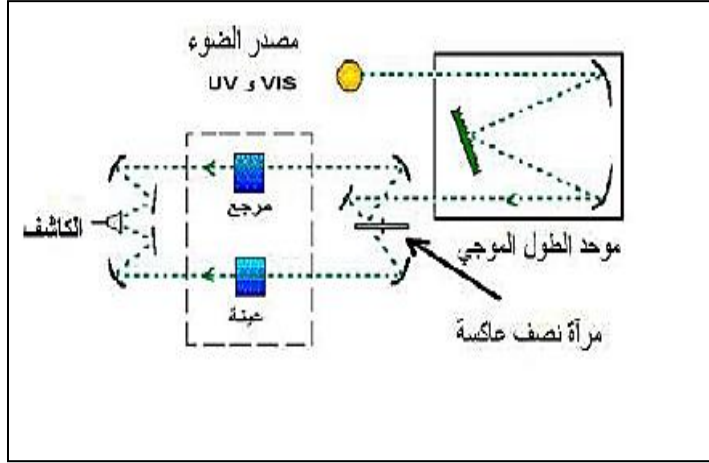 مصدر الضوء
UV و VIS
مرجع
الكاشف
موحد الطول الموجي
عينة
مرآة نصف عاكسة